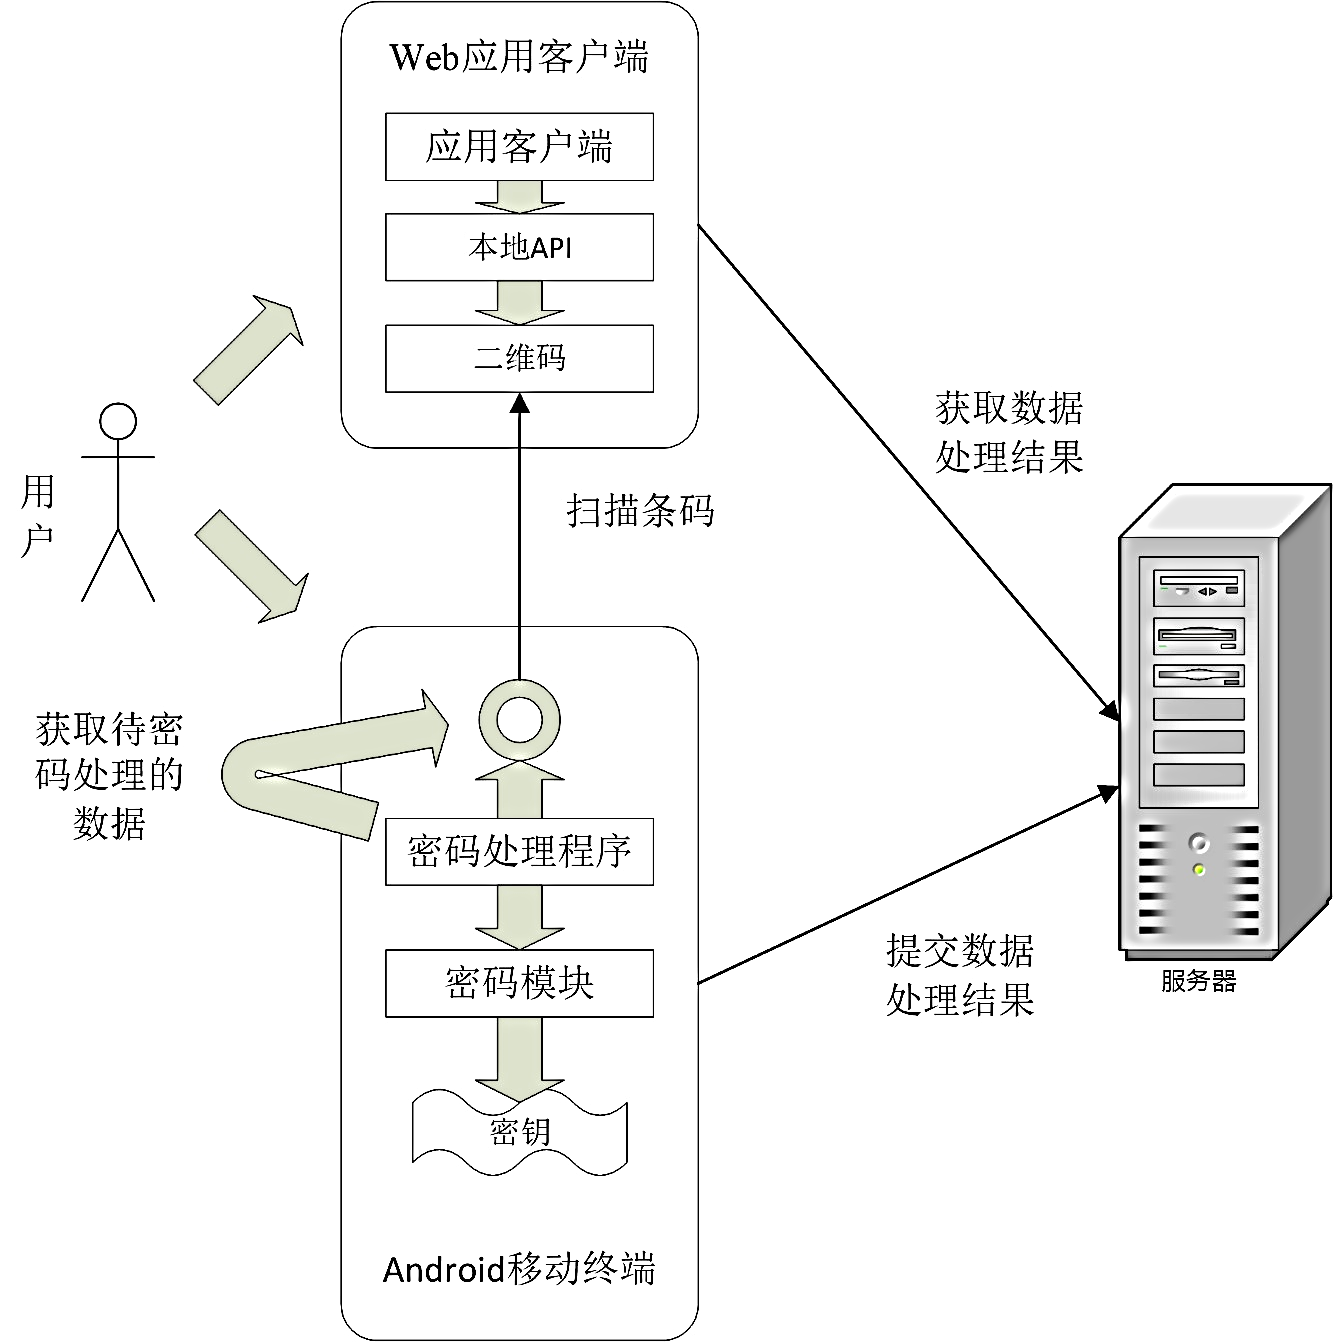 Web应用客户端
应用客户端
本地API
二维码
获取数据
处理结果
用
户
扫描条码
获取待密
码处理的
数据
密码处理程序
密码模块
密钥
提交数据
处理结果
服务器
Android移动终端